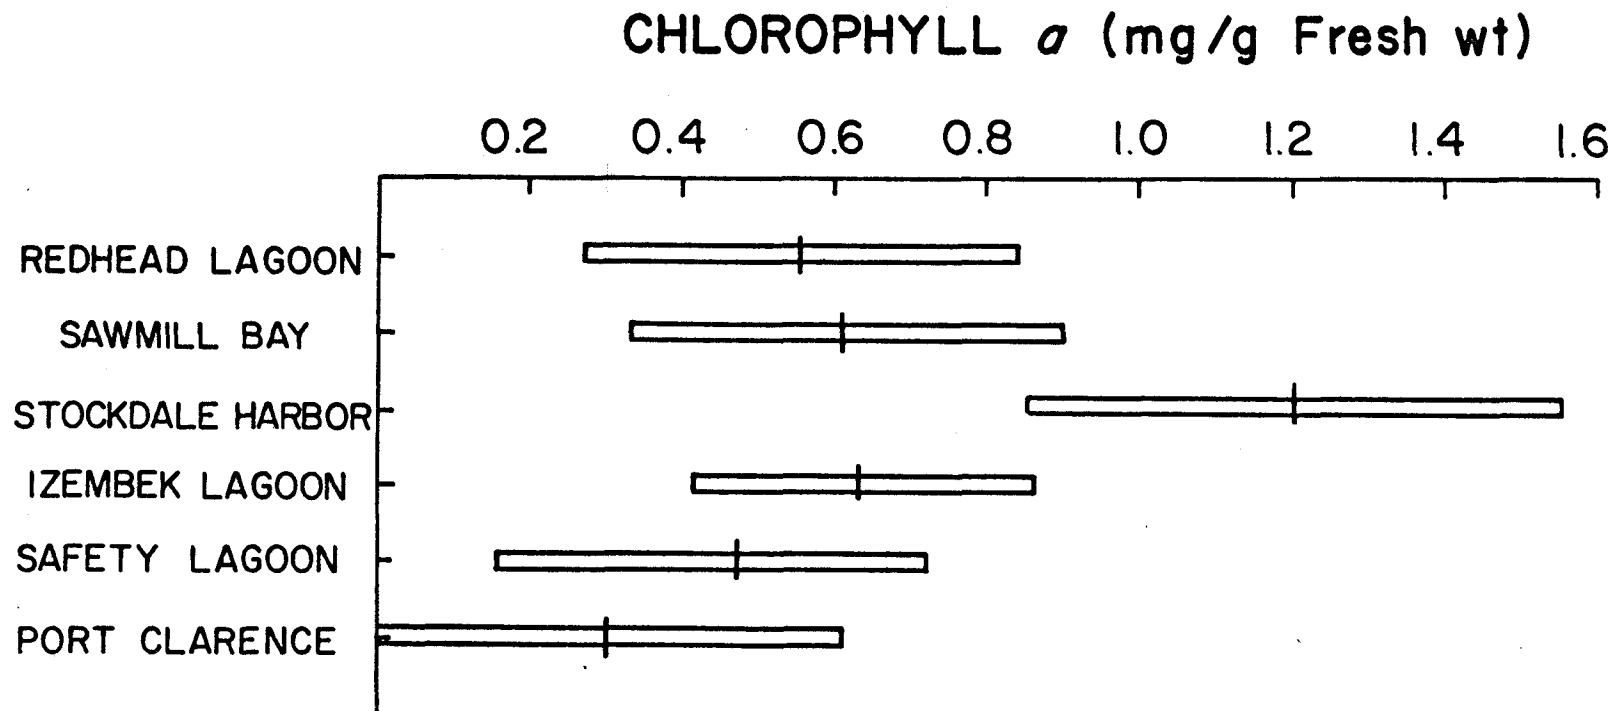 CHLOROPHYLL a (mg/g Fresh wt)
0.2 0.4 0.6 0.8 1.0 1.2 1.4 1.6
REDHEAD LAGOON
SAWMILL BAY
STOCKDALE HARBOR
IZEMBEK LAGOON
SAFETY LAGOON
PORT CLARENCE